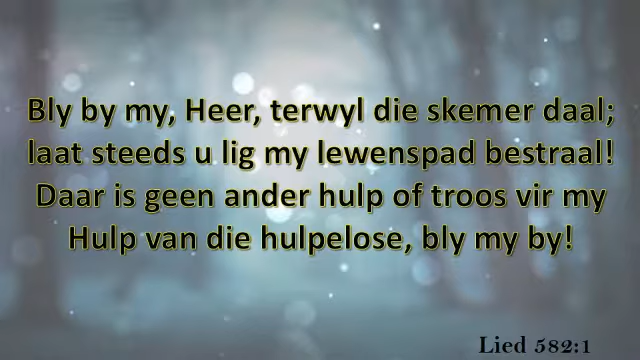 Bly by my, Heer, terwyl die skemer daal;
laat steeds u lig my lewenspad bestraal!
Daar is geen ander hulp of troos vir my
Hulp van die hulpelose, bly my by!
Lied 582:1